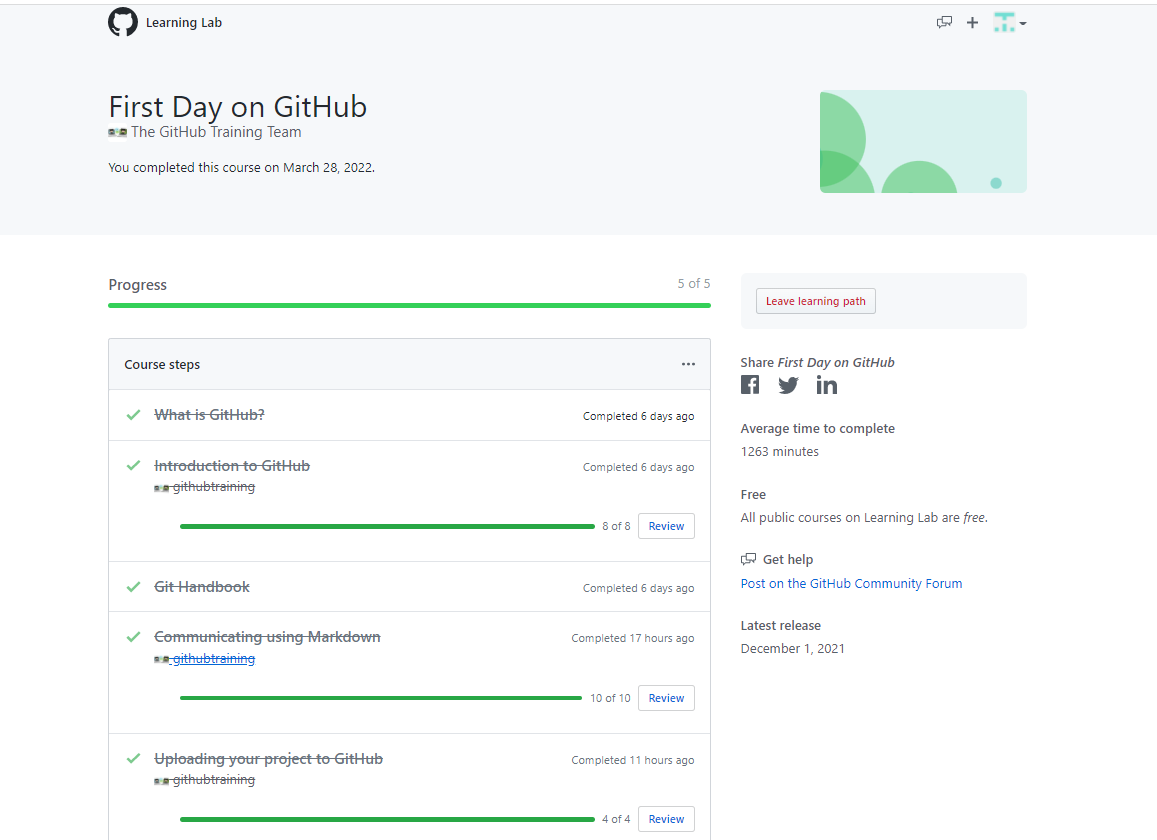 Learning Lab
First Day on GitHub
The GitHub Training Team
You completed this course on March 28, 2022.
Progress
5 of 5
Course steps
What is GitHub?
Completed 6 days ago
Introduction to GitHub
Completed 6 days ago
githubtraining
8 of 8
Review
Git Handbook
Completed 6 days ago
Communicating using Markdown
Completed 17 hours ago
githubtraining
10 of 10
Review
Uploading your project to GitHub
Completed 11 hours ago
githubtraining
4 of 4
Review
Leave learning path
Share First Day on GitHub
Average time to complete
1263 minutes
Free
All public courses on Learning Lab are free.
Get help
Post on the GitHub Community Forum
Latest release
December 1, 2021